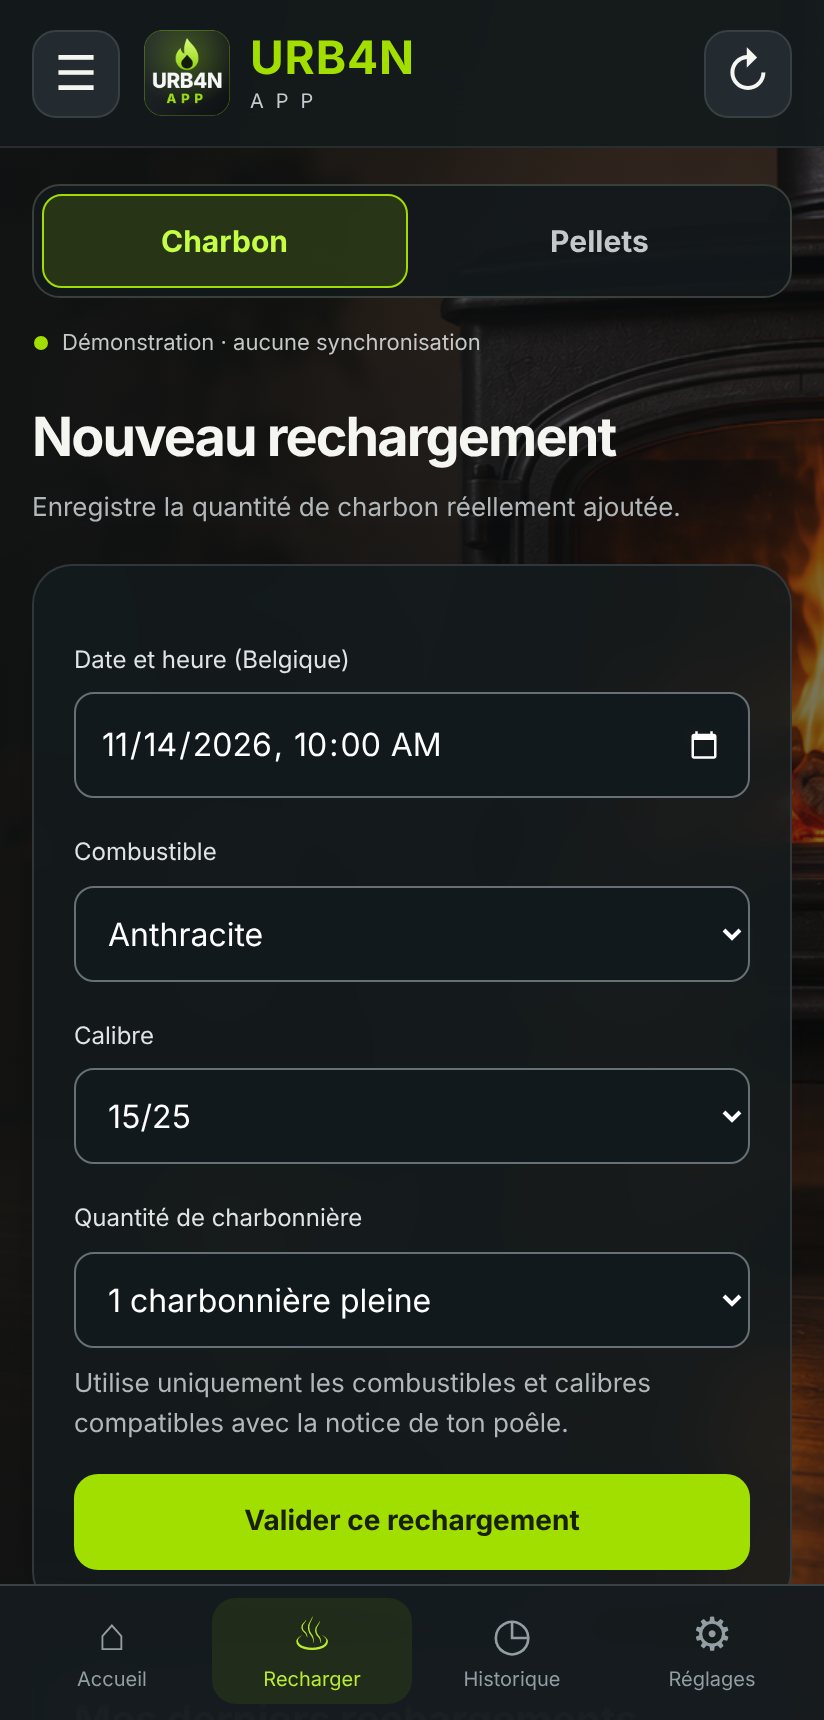 URB4N
APP
URB4N
APP
Charbon
Pellets
Démonstration · aucune synchronisation
Nouveau rechargement
Enregistre la quantité de charbon réellement ajoutée.
Date et heure (Belgique)
11/14/2026, 10:00 AM
Combustible
Anthracite
Calibre
15/25
Quantité de charbonnière
1 charbonnière pleine
Utilise uniquement les combustibles et calibres
compatibles avec la notice de ton poêle.
Valider ce rechargement
Accueil
Recharger
Historique
Réglages